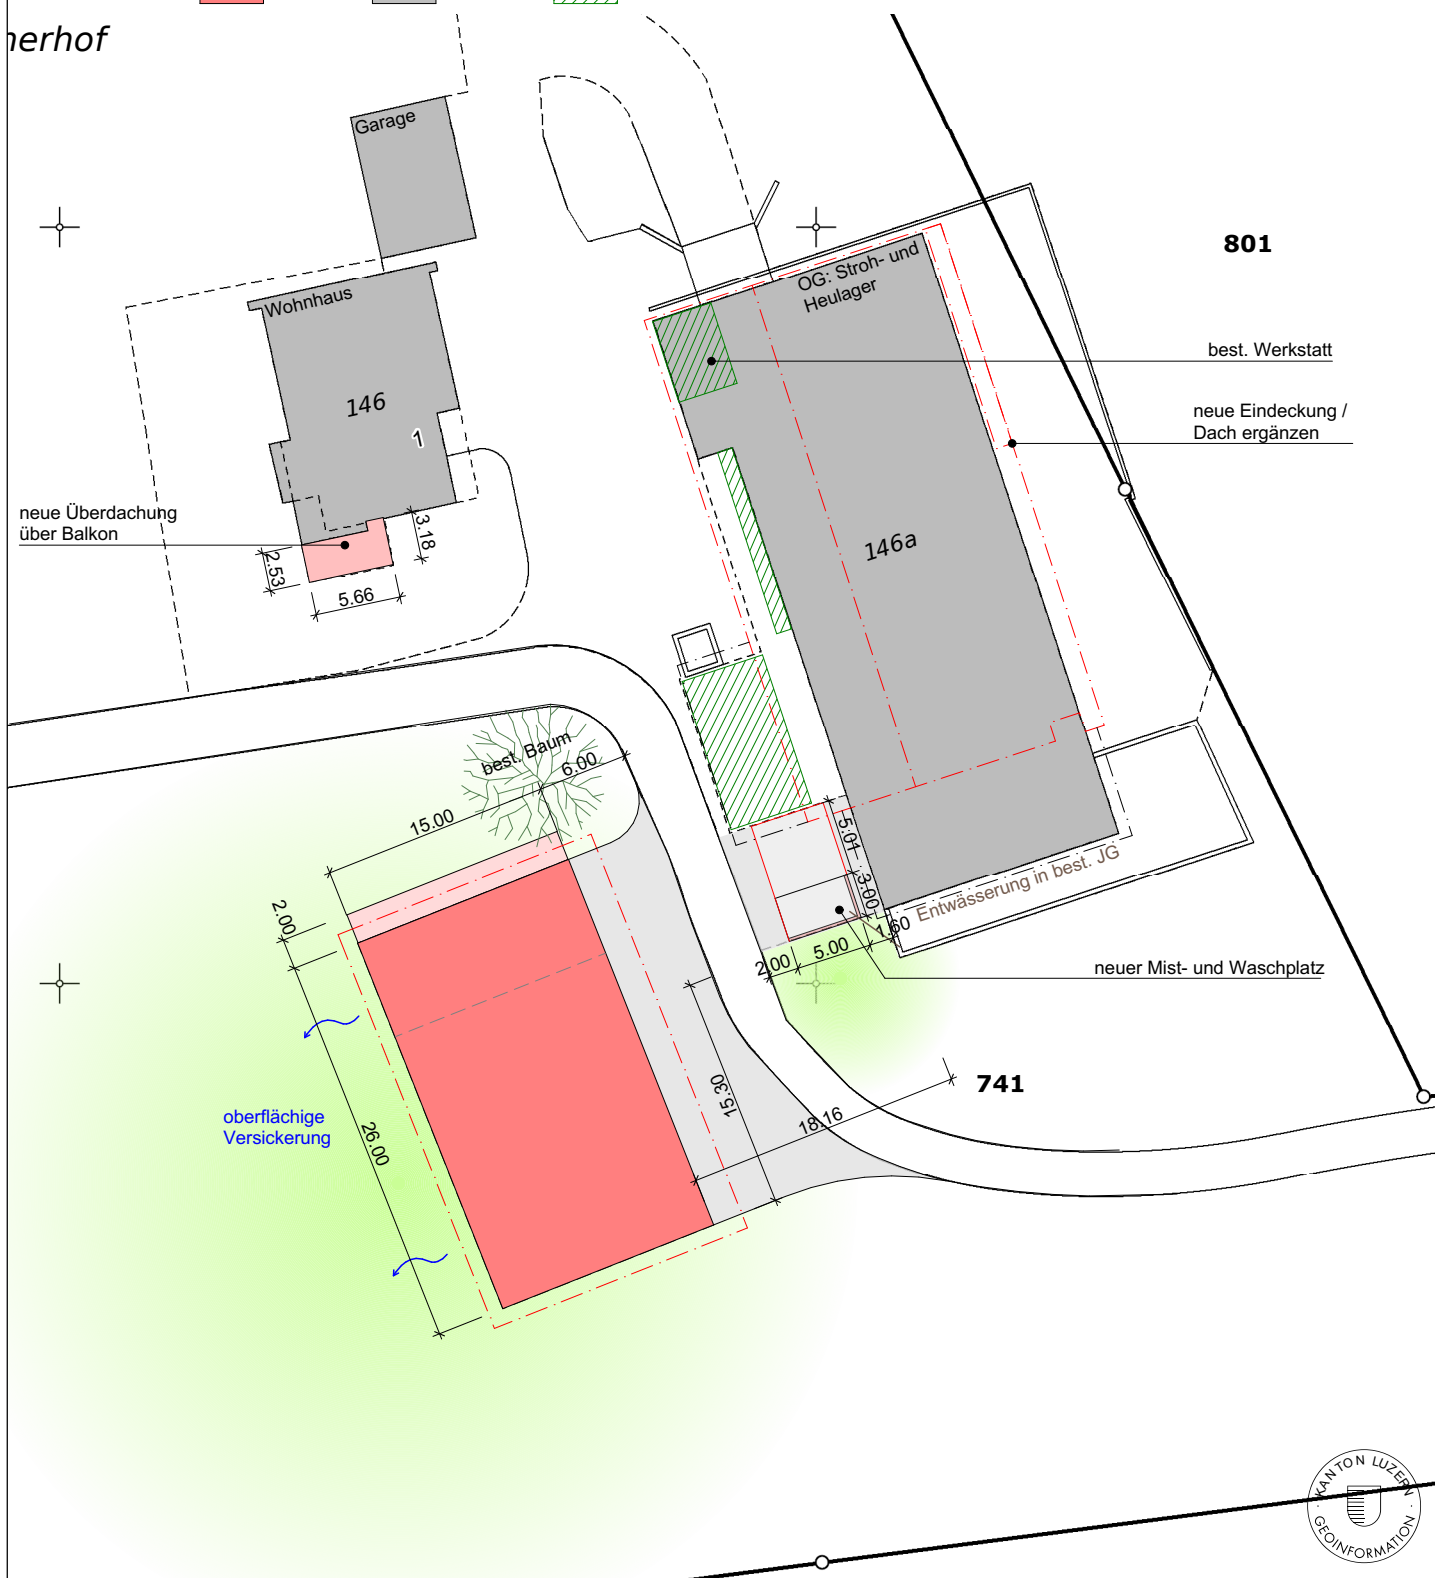 nerhof
Garage
801
OG: Stroh- und
Heulager
Wohnhaus
best. Werkstatt
146
1
neue Eindeckung /
Dach ergänzen
neue Überdachung
über Balkon
3.18
2.53
5.66
146a
best. Baum
6.00
15.00
5.01
3.00
Entwässerung in best. JG
2.00
1.60
5.00
2.00
neuer Mist- und Waschplatz
741
15.30
18.16
oberflächige
Versickerung
26.00
KANTON LUZERN
GEOINFORMATION